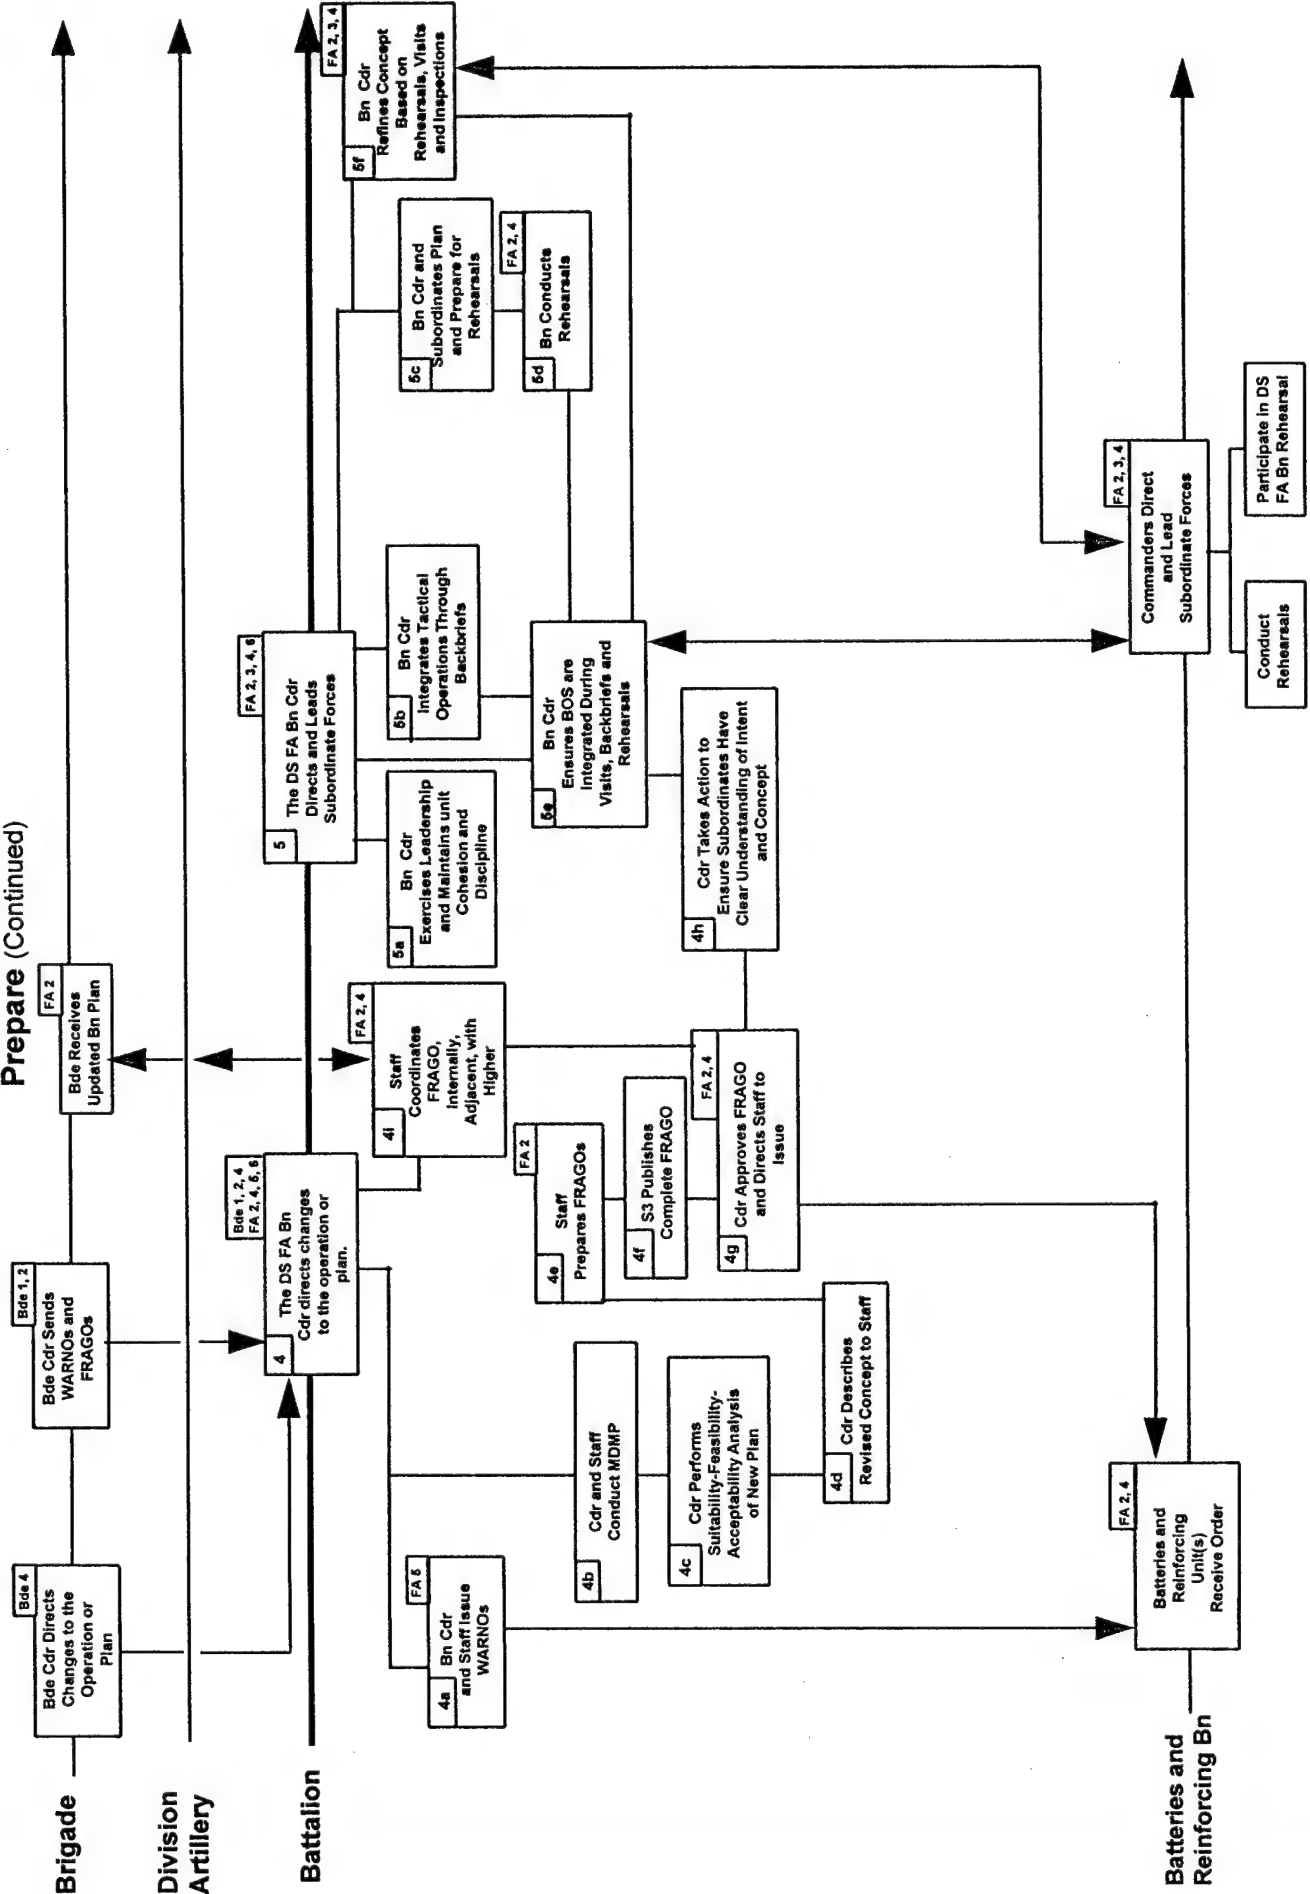 Prepare (Continued)
Brigade
Bde 4
Bde Cdr Directs
Changes to the
Operation or
Plan
Bde 1, 2
Bde Cdr Sends
WARNOs and
FRAGOs
FA 2
Bde Receives
Updated Bn Plan
Division
Artillery
Battalion
Bde 1, 2, 4
FA 2, 4, 5, 6
4
The DS FA Bn
Cdr directs changes
to the operation or
plan.
FA 2, 3, 4, 6
5
The DS FA Bn Cdr
Directs and Leads
Subordinate Forces
FA 5
4a
Bn Cdr
and Staff Issue
WARNOs
4b
Cdr and Staff
Conduct MDMP
4c
Cdr Performs
Suitability-Feasibility-
Acceptability Analysis
of New Plan
4d
Cdr Describes
Revised Concept to Staff
FA 2
4e
Staff
Prepares FRAGOs
4f
S3 Publishes
Complete FRAGO
FA 2, 4
4g
Cdr Approves FRAGO
and Directs Staff to
Issue
4h
Cdr Takes Action to
Ensure Subordinates Have
Clear Understanding of Intent
and Concept
FA 2, 4
4i
Staff
Coordinates
FRAGO,
Internally,
Adjacent, with
Higher
5a
Bn Cdr
Exercises Leadership
and Maintains unit
Cohesion and
Discipline
5b
Bn Cdr
Integrates Tactical
Operations Through
Backbriefs
5c
Bn Cdr and
Subordinates Plan
and Prepare for
Rehearsals
FA 2, 4
5d
Bn Conducts
Rehearsals
5e
Bn Cdr
Ensures BOS are
Integrated During
Visits, Backbriefs and
Rehearsals
FA 2, 3, 4
5f
Bn Cdr
Refines Concept
Based on
Rehearsals, Visits
and Inspections
Batteries and
Reinforcing Bn
FA 2, 4
Batteries and
Reinforcing
Unit(s)
Receive Order
FA 2, 3, 4
Commanders Direct
and Lead
Subordinate Forces
Conduct
Rehearsals
Participate in DS
FA Bn Rehearsal